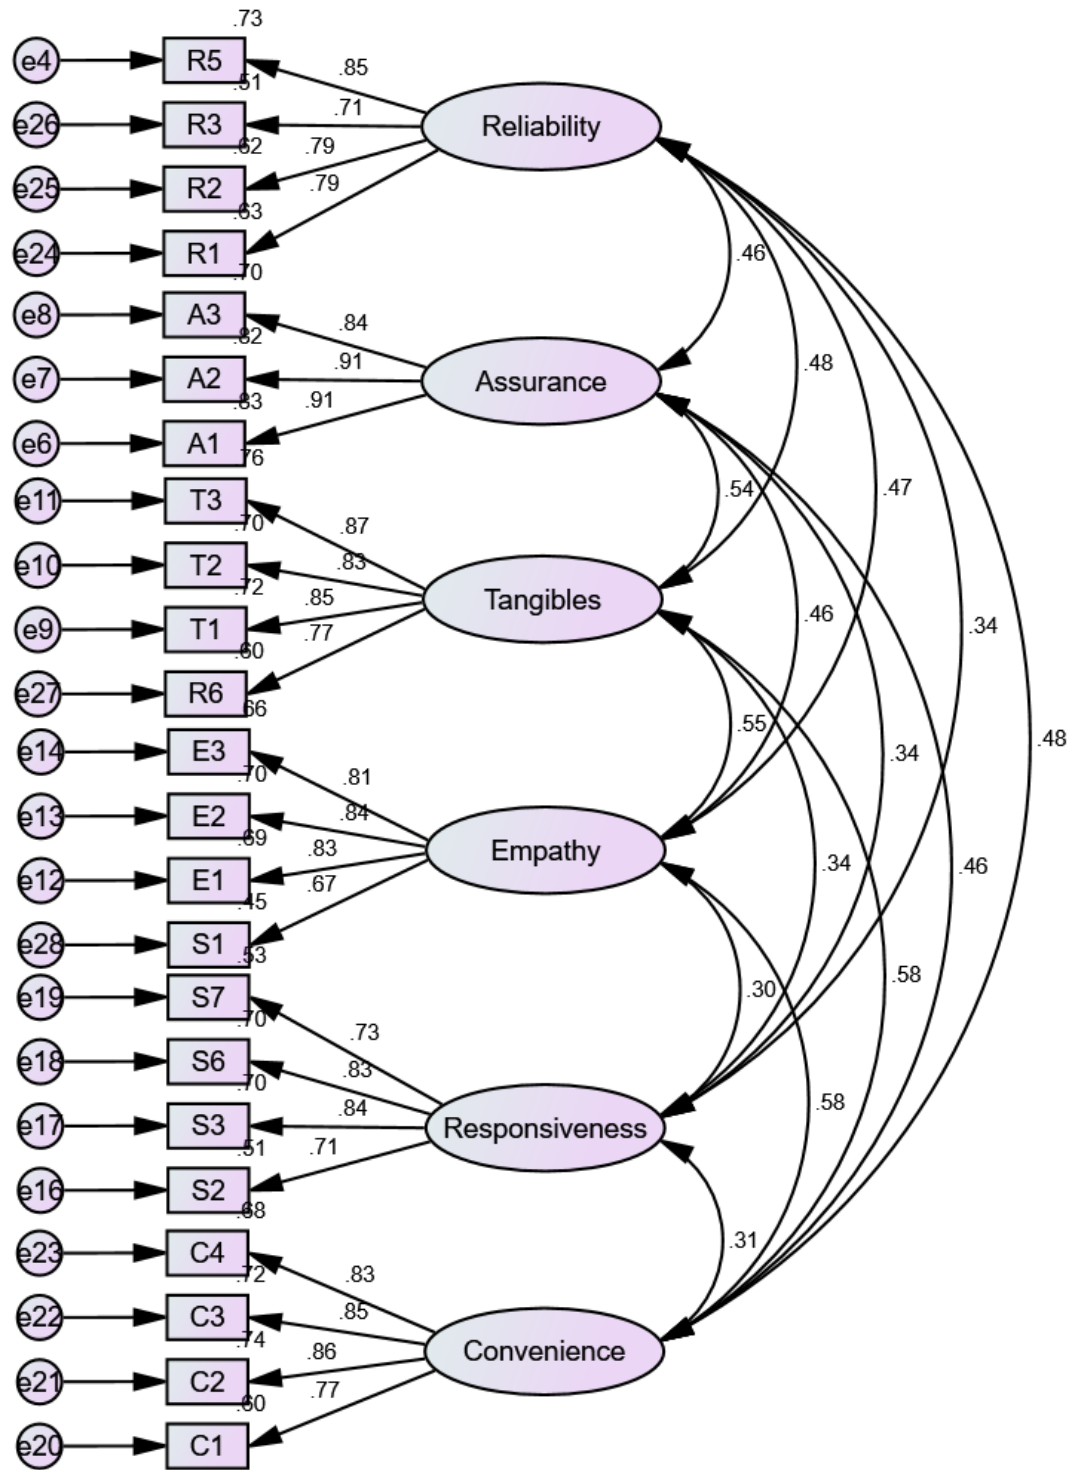 .73
e4 R5 .85
.51
e26 R3 .71 Reliability
.62
e25 R2 .79
.79
.63
e24 R1 .46
.70
e8 A3 .84
.82 .48
e7 A2 .91 Assurance
.83 .91
e6 A1
.76 .54 .47
e11 T3
.70 .87
e10 T2 .83
.72 .85 Tangibles
e9 T1 .77 .46 .34
.60
e27 R6
.66 .55 .48
e14 E3 .34
.70 .81
e13 E2 .84
.69 .83 Empathy
e12 E1 .67 .34 .46
.45
e28 S1
.53 .58
e19 S7 .30
.70 .73
e18 S6 .83
.70 .84 .58
e17 S3 Responsiveness
.51 .71
e16 S2
.68 .31
e23 C4
.72 .83
e22 C3 .85
.74 .86 Convenience
e21 C2 .77
.60
e20 C1